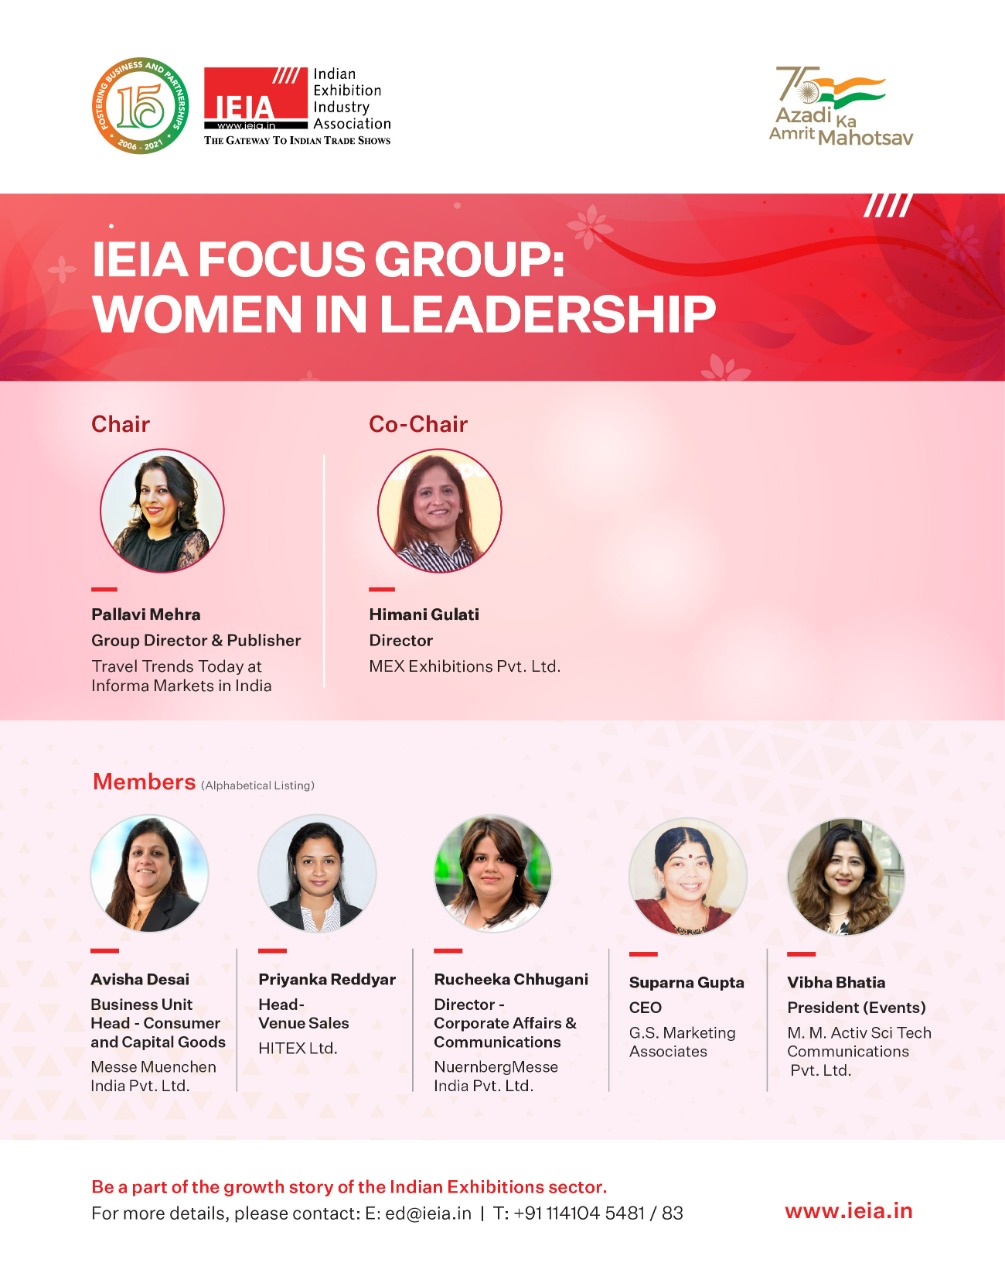 FOSTERING BUSINESS AND PARTNERSHIPS
15
2006 - 2021
IEIA
www.ieia.in
Indian
Exhibition
Industry
Association
THE GATEWAY TO INDIAN TRADE SHOWS
75
Azadi Ka
Amrit Mahotsav
IEIA FOCUS GROUP:
WOMEN IN LEADERSHIP
Chair
Pallavi Mehra
Group Director & Publisher
Travel Trends Today at
Informa Markets in India
Co-Chair
Himani Gulati
Director
MEX Exhibitions Pvt. Ltd.
Members (Alphabetical Listing)
Avisha Desai
Business Unit
Head - Consumer
and Capital Goods
Messe Muenchen
India Pvt. Ltd.
Priyanka Reddyar
Head-
Venue Sales
HITEX Ltd.
Rucheeka Chhugani
Director -
Corporate Affairs &
Communications
NuernbergMesse
India Pvt. Ltd.
Suparna Gupta
CEO
G.S. Marketing
Associates
Vibha Bhatia
President (Events)
M. M. Activ Sci Tech
Communications
Pvt. Ltd.
Be a part of the growth story of the Indian Exhibitions sector.
For more details, please contact: E: ed@ieia.in | T: +91 114104 5481 / 83
www.ieia.in